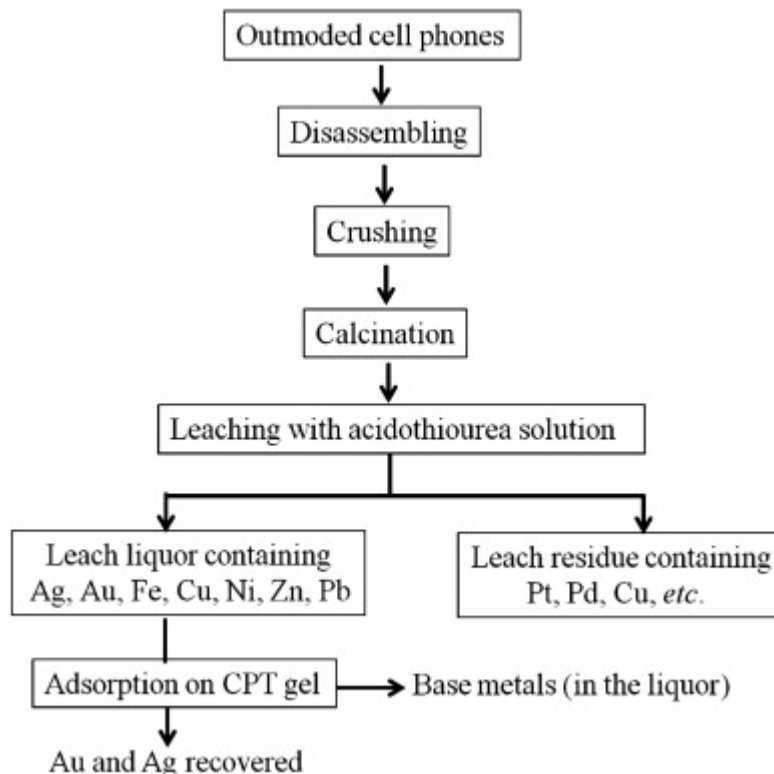 Outmoded cell phones
Disassembling
Crushing
Calcination
Leaching with acidothiourea solution
Leach liquor containing
Ag, Au, Fe, Cu, Ni, Zn, Pb
Leach residue containing
Pt, Pd, Cu, etc.
Adsorption on CPT gel
Base metals (in the liquor)
Au and Ag recovered